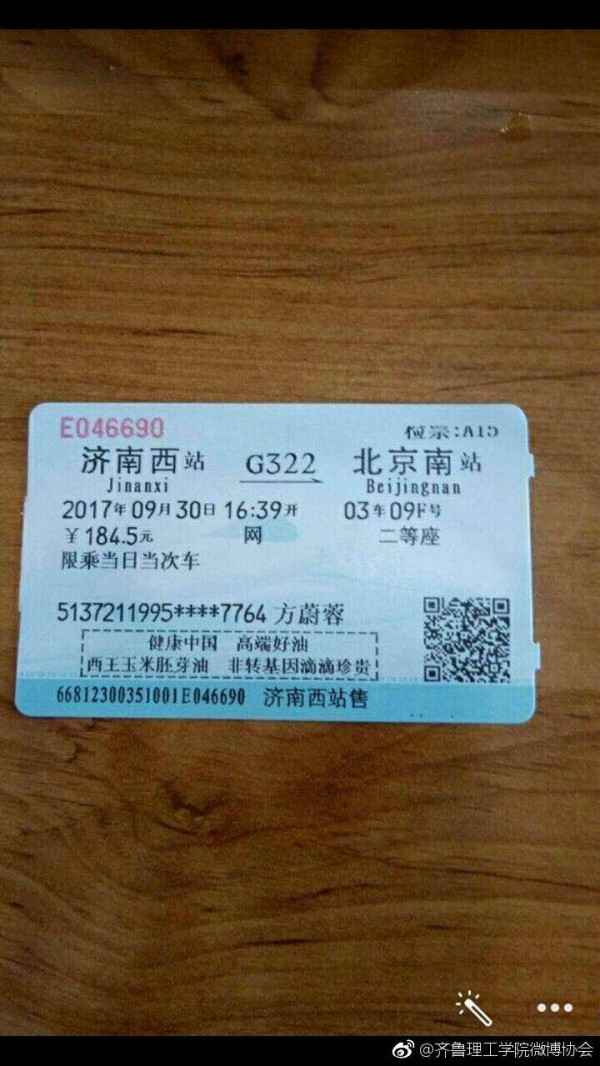 E046690 检票:A15
济南西站 G322 北京南站
Jinanxi Beijingnan
2017年09月30日 16:39开 03车09F号
￥184.5元 网 二等座
限乘当日当次车
5137211995****7764 方蔚蓉
健康中国 高端好油
西王玉米胚芽油 非转基因滴滴珍贵
66812300351001E046690 济南西站售
@齐鲁理工学院微博协会